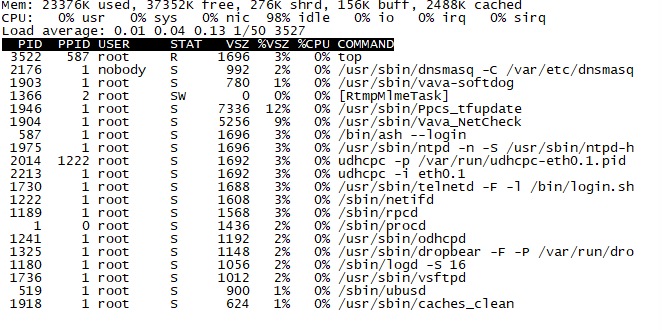 Mem: 23376K used, 37352K free, 276K shrd, 156K buff, 2488K cached
CPU:   0% usr   0% sys   0% nic  98% idle   0% io   0% irq   0% sirq
Load average: 0.01 0.04 0.13 1/50 3527
  PID  PPID USER     STAT   VSZ %VSZ %CPU COMMAND
 3522   587 root     R     1696   3%   0% top
 2176     1 nobody   S      992   2%   0% /usr/sbin/dnsmasq -C /var/etc/dnsmasq
 1903     1 root     S      780   1%   0% /usr/sbin/vava-softdog
 1366     2 root     SW       0   0%   0% [RtmpMlmeTask]
 1946     1 root     S     7336  12%   0% /usr/sbin/Ppcs_tfupdate
 1904     1 root     S     5256   9%   0% /usr/sbin/Vava_NetCheck
  587     1 root     S     1696   3%   0% /bin/ash --login
 1975     1 root     S     1696   3%   0% /usr/sbin/ntpd -n -S /usr/sbin/ntpd-h
 2014  1222 root     S     1692   3%   0% udhcpc -p /var/run/udhcpc-eth0.1.pid
 2213     1 root     S     1692   3%   0% udhcpc -i eth0.1
 1730     1 root     S     1688   3%   0% /usr/sbin/telnetd -F -l /bin/login.sh
 1222     1 root     S     1608   3%   0% /sbin/netifd
 1189     1 root     S     1568   3%   0% /sbin/rpcd
    1     0 root     S     1436   2%   0% /sbin/procd
 1241     1 root     S     1192   2%   0% /usr/sbin/odhcpd
 1325     1 root     S     1148   2%   0% /usr/sbin/dropbear -F -P /var/run/dro
 1180     1 root     S     1056   2%   0% /sbin/logd -S 16
 1736     1 root     S     1012   2%   0% /usr/sbin/vsftpd
  519     1 root     S      900   1%   0% /sbin/ubusd
 1918     1 root     S      624   1%   0% /usr/sbin/caches_clean